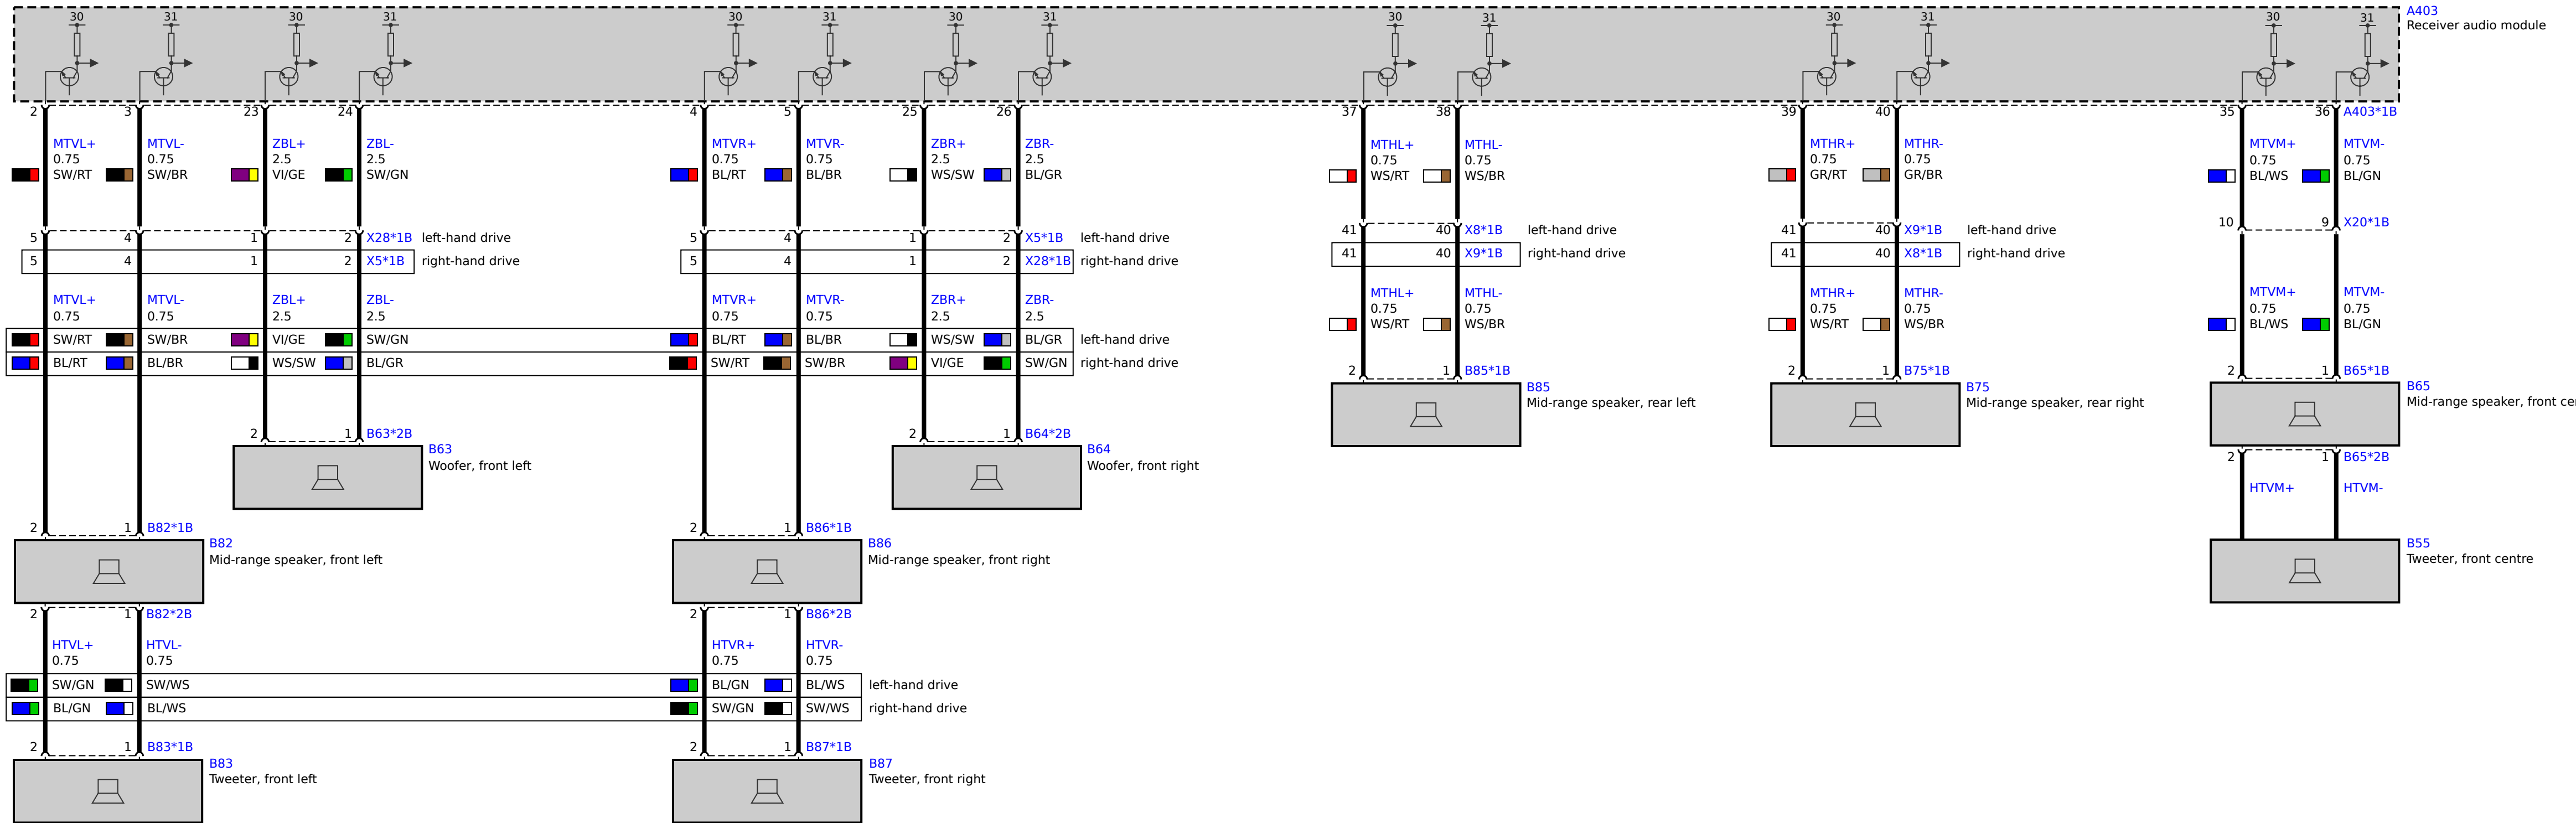 30 31 30 31 30 31 30 31 30 31 30 31 30 31
A403
Receiver audio module
2 3 23 24 4 5 25 26 37 38 39 40 35 36 A403*1B
MTVL+ MTVL- ZBL+ ZBL- MTVR+ MTVR- ZBR+ ZBR- MTHL+ MTHL- MTHR+ MTHR- MTVM+ MTVM-
0.75 0.75 2.5 2.5 0.75 0.75 2.5 2.5 0.75 0.75 0.75 0.75 0.75 0.75
SW/RT SW/BR VI/GE SW/GN BL/RT BL/BR WS/SW BL/GR WS/RT WS/BR GR/RT GR/BR BL/WS BL/GN
10 9 X20*1B
41 40 X8*1B left-hand drive 41 40 X9*1B left-hand drive
5 4 1 2 X28*1B left-hand drive 5 4 1 2 X5*1B left-hand drive
41 40 X9*1B right-hand drive 41 40 X8*1B right-hand drive
5 4 1 2 X5*1B right-hand drive 5 4 1 2 X28*1B right-hand drive
MTHL+ MTHL- MTHR+ MTHR- MTVM+ MTVM-
0.75 0.75 0.75 0.75 0.75 0.75
WS/RT WS/BR WS/RT WS/BR BL/WS BL/GN
MTVL+ MTVL- ZBL+ ZBL- MTVR+ MTVR- ZBR+ ZBR-
0.75 0.75 2.5 2.5 0.75 0.75 2.5 2.5
SW/RT SW/BR VI/GE SW/GN BL/RT BL/BR WS/SW BL/GR left-hand drive
BL/RT BL/BR WS/SW BL/GR SW/RT SW/BR VI/GE SW/GN right-hand drive
2 1 B85*1B 2 1 B75*1B 2 1 B65*1B
B85 B75 B65
Mid-range speaker, rear left Mid-range speaker, rear right Mid-range speaker, front
2 1 B63*2B 2 1 B64*2B
B63 B64
Woofer, front left Woofer, front right
2 1 B65*2B
HTVM+ HTVM-
2 1 B82*1B 2 1 B86*1B
B82 B86 B55
Mid-range speaker, front left Mid-range speaker, front right Tweeter, front centre
2 1 B82*2B 2 1 B86*2B
HTVL+ HTVL- HTVR+ HTVR-
0.75 0.75 0.75 0.75
SW/GN SW/WS BL/GN BL/WS left-hand drive
BL/GN BL/WS SW/GN SW/WS right-hand drive
2 1 B83*1B 2 1 B87*1B
B83 B87
Tweeter, front left Tweeter, front right